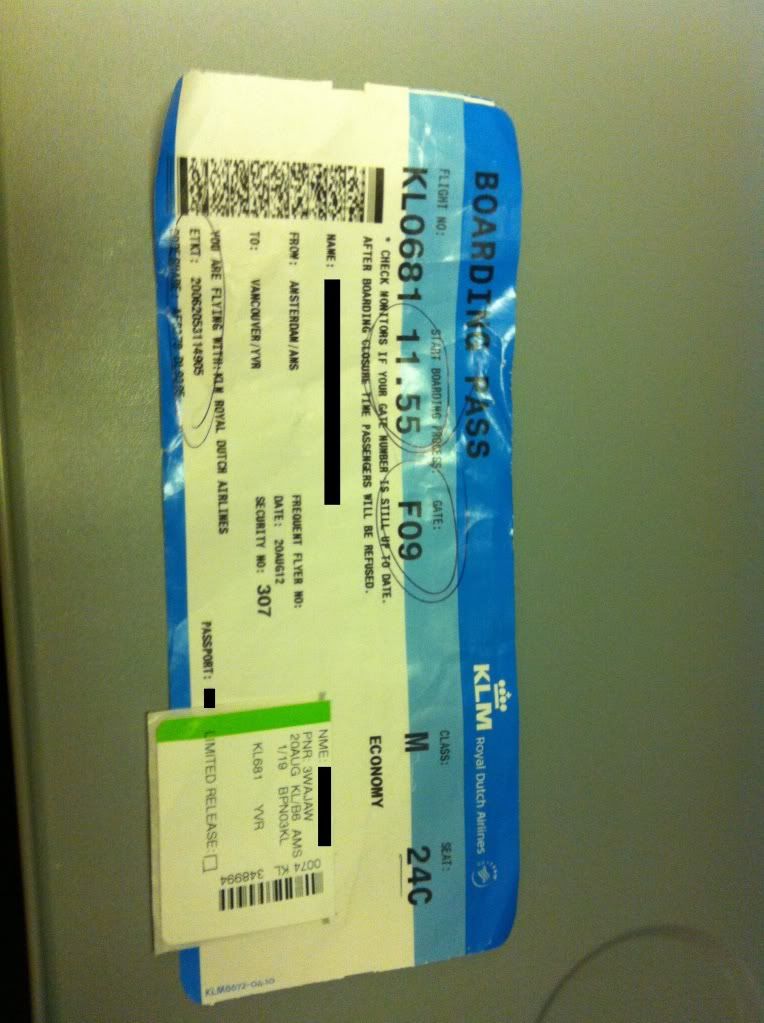 BOARDING PASS
KLM Royal Dutch Airlines
FLIGHT NO: START BOARDING PROCESS: GATE: CLASS: SEAT:
KL0681 11.55 F09 M 24C
* CHECK MONITORS IF YOUR GATE NUMBER IS STILL UP TO DATE.
AFTER BOARDING CLOSURE TIME PASSENGERS WILL BE REFUSED.
ECONOMY
NAME:
FREQUENT FLYER NO:
FROM: AMSTERDAM/AMS
DATE: 20AUG12
TO: VANCOUVER/YVR
SECURITY NO: 307
YOU ARE FLYING WITH:KLM ROYAL DUTCH AIRLINES
ETKT: 20062053114905
PASSPORT:
NME:
PNR: 3WAJAW
20AUG KL/B6 AMS
1/19 BPN03KL
KL681 YVR
0074 KL 348994
LIMITED RELEASE: